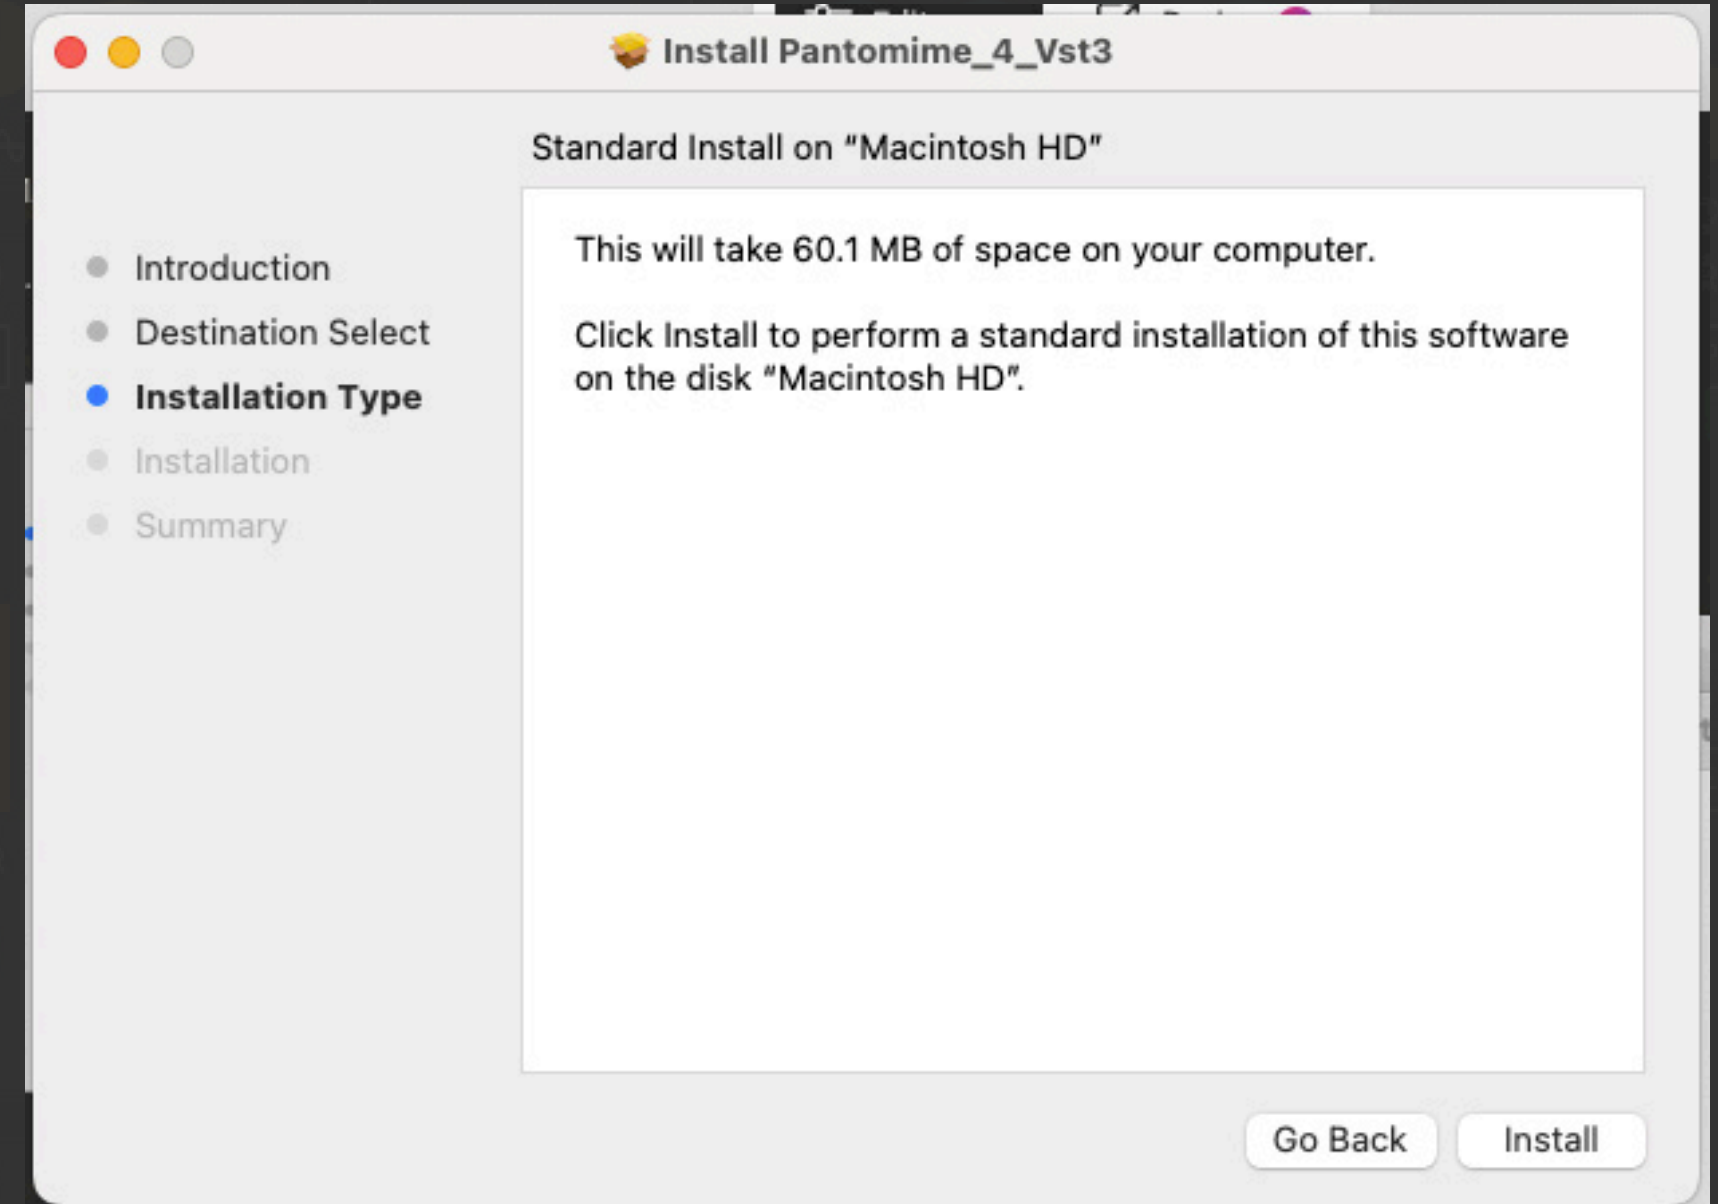 Install Pantomime_4_Vst3
Standard Install on “Macintosh HD”
Introduction
Destination Select
Installation Type
Installation
Summary
This will take 60.1 MB of space on your computer.
Click Install to perform a standard installation of this software
on the disk “Macintosh HD”.
Go Back
Install